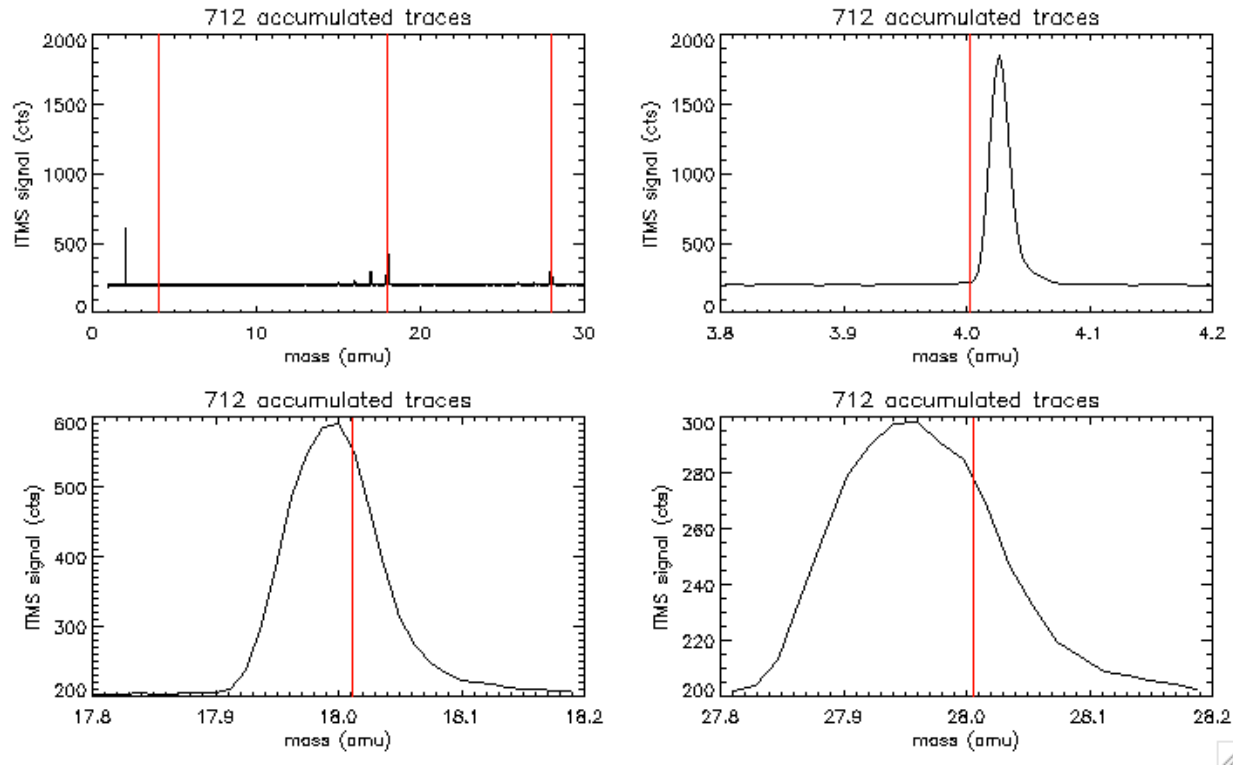 712 accumulated traces
2000
1500
1000
500
0
ITMS signal (cts)
0 10 20 30
mass (amu)
712 accumulated traces
2000
1500
1000
500
0
ITMS signal (cts)
3.8 3.9 4.0 4.1 4.2
mass (amu)
712 accumulated traces
600
500
400
300
200
ITMS signal (cts)
17.8 17.9 18.0 18.1 18.2
mass (amu)
712 accumulated traces
300
280
260
240
220
200
ITMS signal (cts)
27.8 27.9 28.0 28.1 28.2
mass (amu)